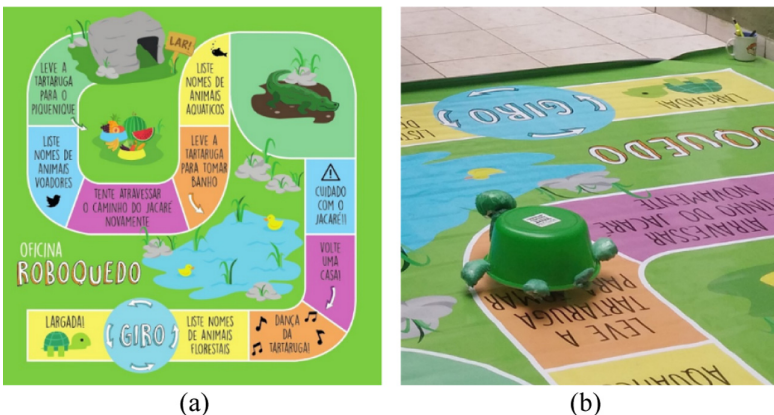 LAR!
LEVE A
TARTARUGA
PARA O
PIQUENIQUE
LISTE
NOMES DE
ANIMAIS
AQUÁTICOS
LISTE
NOMES DE
ANIMAIS
VOADORES
LEVE A
TARTARUGA
PARA TOMAR
BANHO
TENTE ATRAVESSAR
O CAMINHO DO JACARÉ
NOVAMENTE
CUIDADO
COM O
JACARÉ!!
OFICINA
ROBOQUEDO
VOLTE
UMA
CASA!
LARGADA!
GIRO
LISTE NOMES
DE ANIMAIS
FLORESTAIS
DANÇA
DA
TARTARUGA!
(a)
LARGADA!
GIRO
LISTE
OQUEDO
ATRAVESSAR
DO JACARÉ
NOVAMENTE
LEVE A
TARTARUGA
(b)